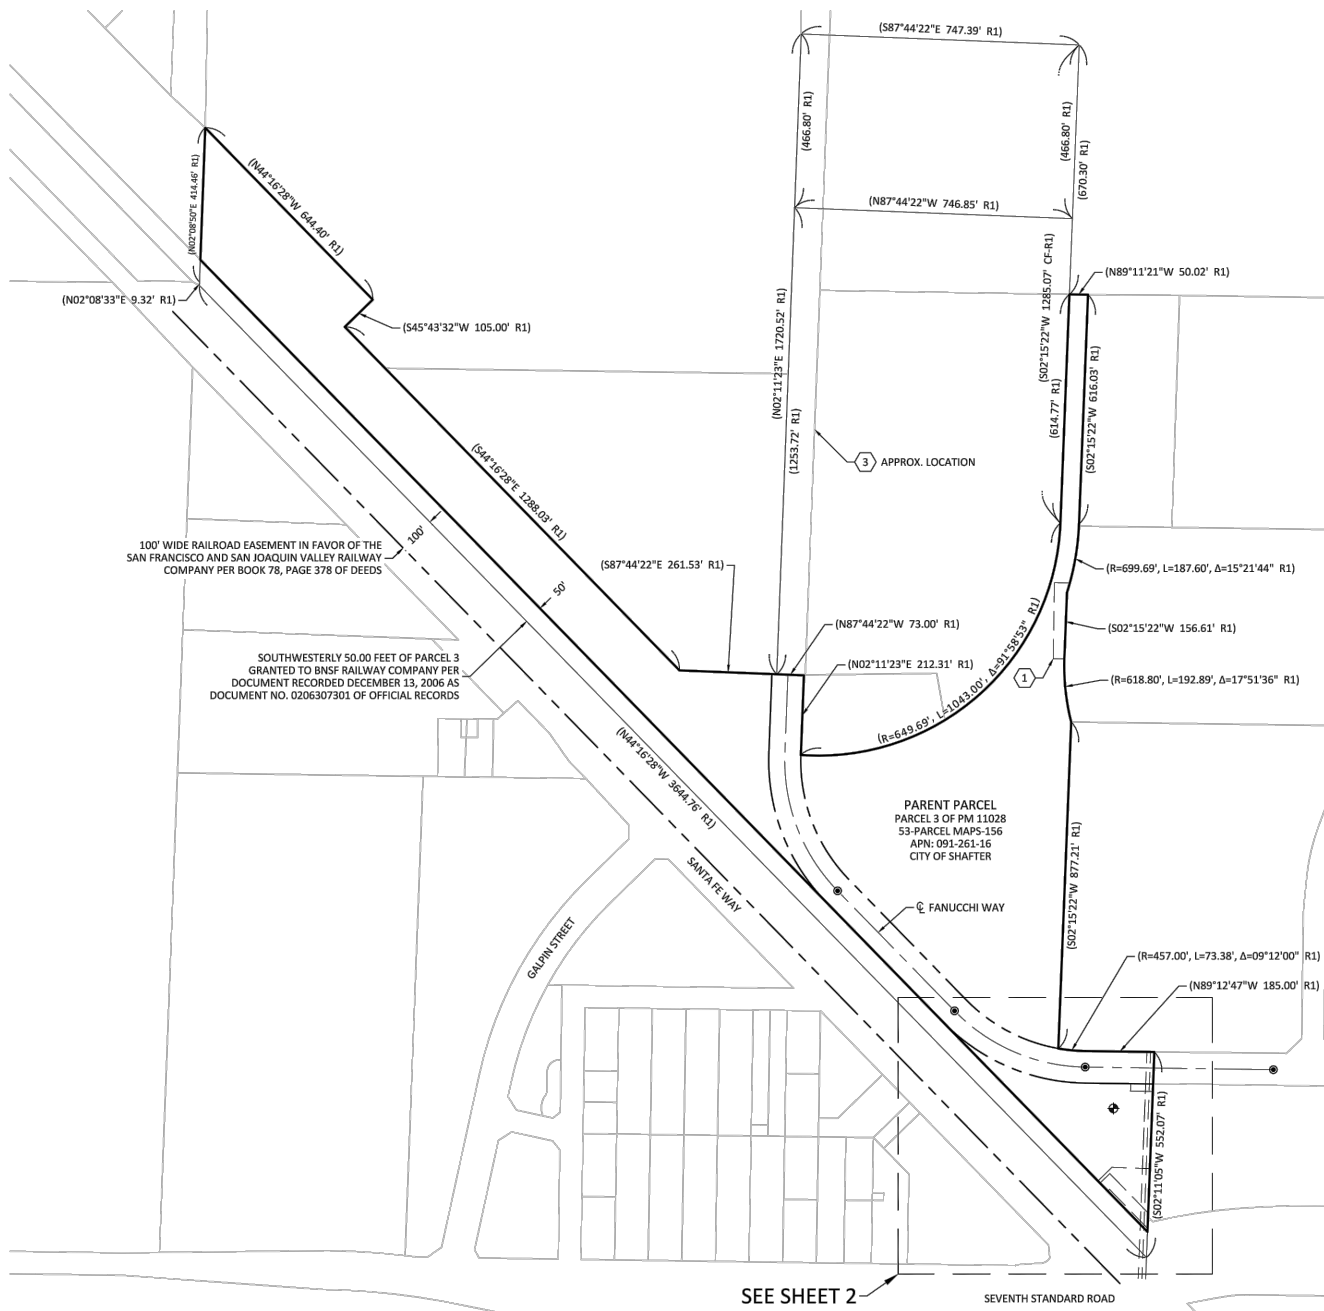 (S87°44'22"E 747.39' R1)
(466.80' R1)
(466.80' R1)
(670.30' R1)
(N87°44'22"W 746.85' R1)
(N02°08'50"E 414.46' R1)
(N44°16'28"W 644.40' R1)
(N02°08'33"E 9.32' R1)
(S45°43'32"W 105.00' R1)
(N89°11'21"W 50.02' R1)
(S02°15'22"W 1285.07' CF-R1)
(N02°11'23"E 1720.52' R1)
(1253.72' R1)
(614.77' R1)
(S02°15'22"W 616.03' R1)
3 APPROX. LOCATION
(S44°16'28"E 1288.03' R1)
100'
100' WIDE RAILROAD EASEMENT IN FAVOR OF THE
SAN FRANCISCO AND SAN JOAQUIN VALLEY RAILWAY
COMPANY PER BOOK 78, PAGE 378 OF DEEDS
50'
(S87°44'22"E 261.53' R1)
(R=699.69', L=187.60', Δ=15°21'44" R1)
(N87°44'22"W 73.00' R1)
(S02°15'22"W 156.61' R1)
(N02°11'23"E 212.31' R1)
(R=649.69', L=1043.00', Δ=91°58'53" R1)
1
(R=618.80', L=192.89', Δ=17°51'36" R1)
SOUTHWESTERLY 50.00 FEET OF PARCEL 3
GRANTED TO BNSF RAILWAY COMPANY PER
DOCUMENT RECORDED DECEMBER 13, 2006 AS
DOCUMENT NO. 0206307301 OF OFFICIAL RECORDS
(N44°16'28"W 3644.76' R1)
PARENT PARCEL
PARCEL 3 OF PM 11028
53-PARCEL MAPS-156
APN: 091-261-16
CITY OF SHAFTER
(S02°15'22"W 877.21' R1)
SANTA FE WAY
℄ FANUCCHI WAY
GALPIN STREET
(R=457.00', L=73.38', Δ=09°12'00" R1)
(N89°12'47"W 185.00' R1)
(S02°11'05"W 552.07' R1)
SEE SHEET 2
SEVENTH STANDARD ROAD